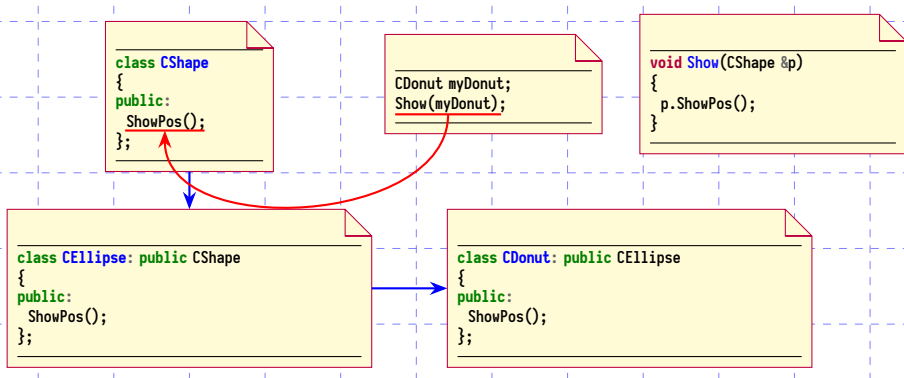 class CShape
{
public:
ShowPos();
};
CDonut myDonut;
Show(myDonut);
void Show(CShape &p)
{
p.ShowPos();
}
class CEllipse: public CShape
{
public:
ShowPos();
};
class CDonut: public CEllipse
{
public:
ShowPos();
};